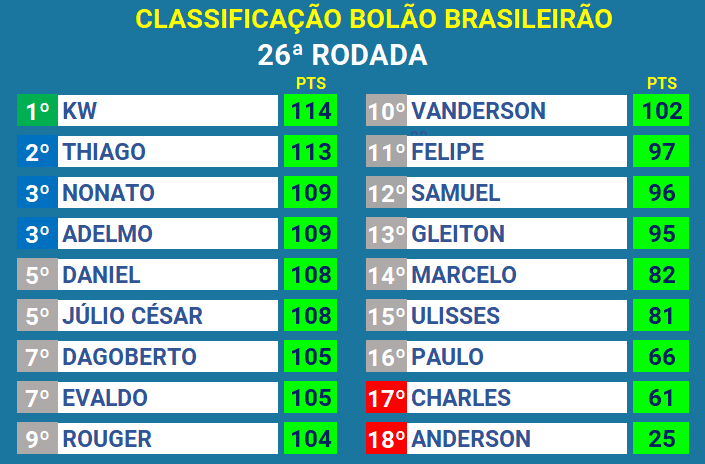 CLASSIFICAÇÃO BOLÃO BRASILEIRÃO
26ª RODADA
PTS
1º KW 114
2º THIAGO 113
3º NONATO 109
3º ADELMO 109
5º DANIEL 108
5º JÚLIO CÉSAR 108
7º DAGOBERTO 105
7º EVALDO 105
9º ROUGER 104
PTS
10º VANDERSON 102
11º FELIPE 97
12º SAMUEL 96
13º GLEITON 95
14º MARCELO 82
15º ULISSES 81
16º PAULO 66
17º CHARLES 61
18º ANDERSON 25